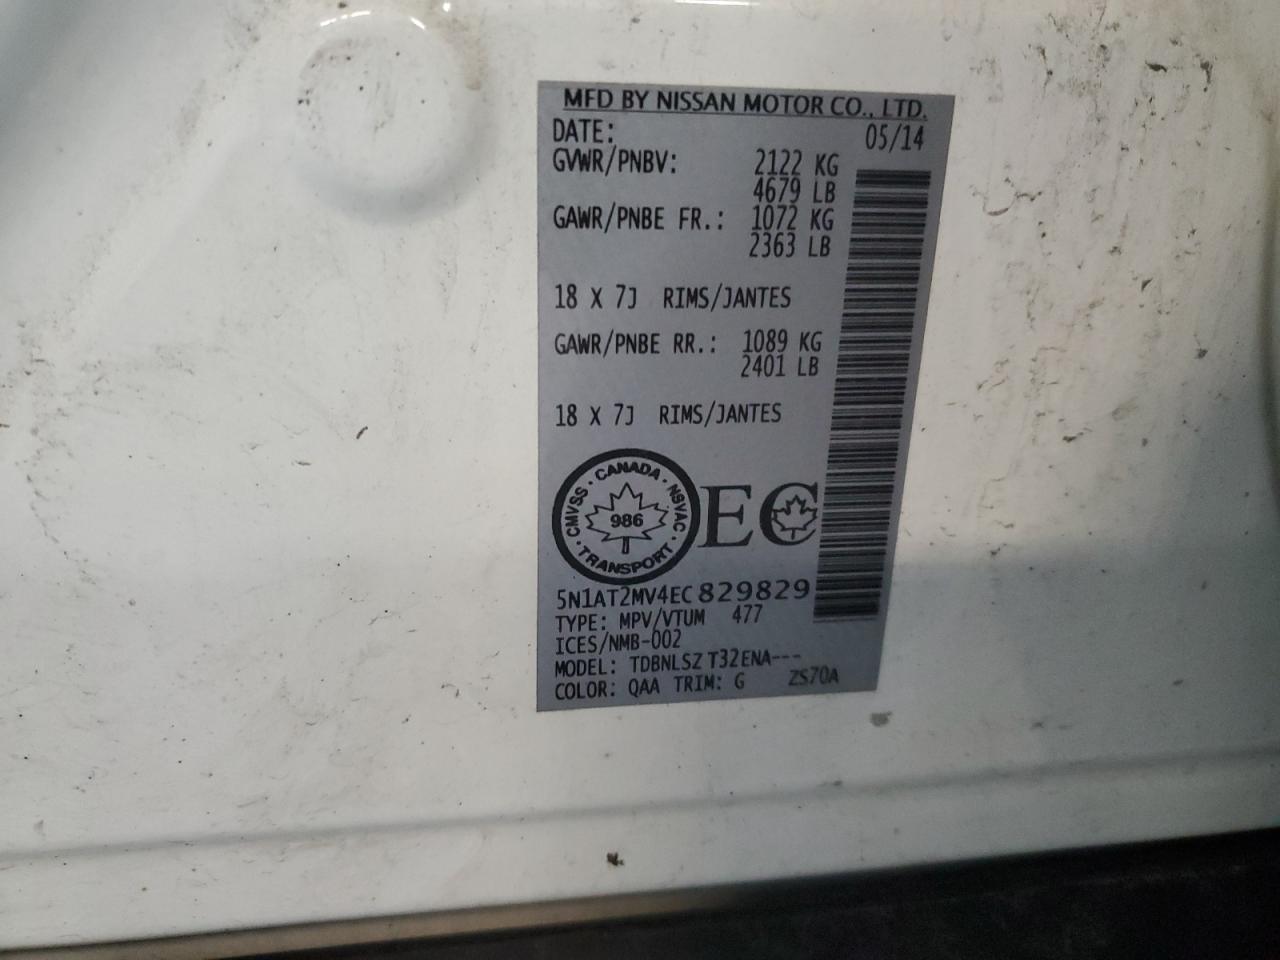 MFD BY NISSAN MOTOR CO., LTD.
DATE: 05/14
GVWR/PNBV: 2122 KG
4679 LB
GAWR/PNBE FR.: 1072 KG
2363 LB
18 X 7J RIMS/JANTES
GAWR/PNBE RR.: 1089 KG
2401 LB
18 X 7J RIMS/JANTES
CMVSS · CANADA · NSVAC · TRANSPORT ·
986
EC
5N1AT2MV4EC829829
TYPE: MPV/VTUM 477
ICES/NMB-002
MODEL: TDBNLSZ T32ENA---
COLOR: QAA TRIM: G ZS70A